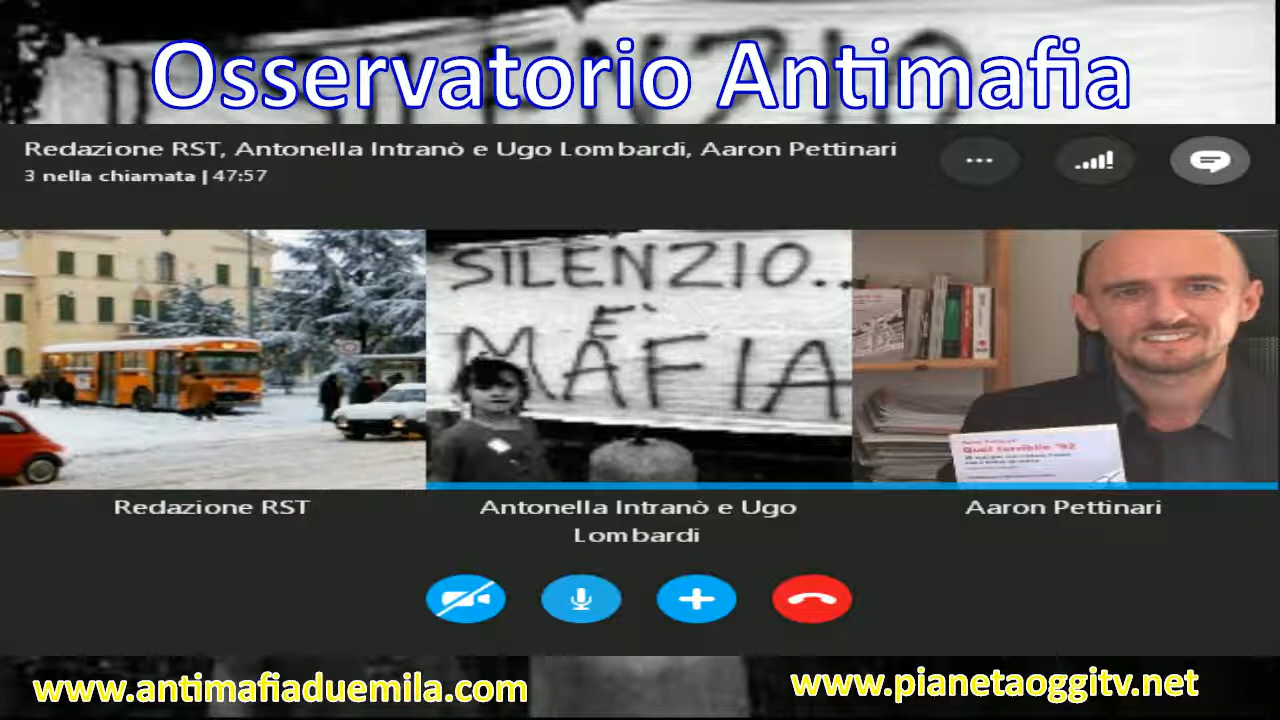 Osservatorio Antimafia
Redazione RST, Antonella Intranò e Ugo Lombardi, Aaron Pettinari
3 nella chiamata | 47:57
SILENZIO..
E'
MAFIA
Quel terribile '92
Redazione RST
Antonella Intranò e Ugo
Lombardi
Aaron Pettinari
www.antimafiaduemila.com
www.pianetaoggitv.net